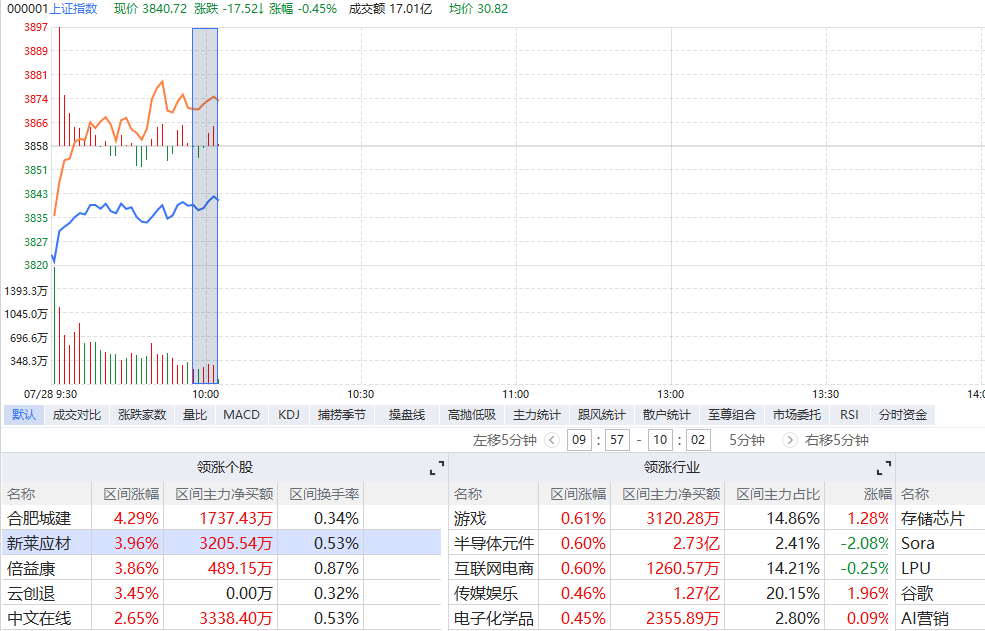 000001上证指数 现价 3840.72 涨跌 -17.52↓ 涨幅 -0.45% 成交额 17.01亿 均价 30.82
3897
3889
3881
3874
3866
3858
3851
3843
3835
3827
3820
1393.3万
1045.0万
696.6万
348.3万
07/28 9:30 10:00 10:30 11:00 13:00 13:30 14:0
默认 成交对比 涨跌家数 量比 MACD KDJ 捕捞季节 操盘线 高抛低吸 主力统计 跟风统计 散户统计 至尊组合 市场委托 RSI 分时资金
左移5分钟 09 : 57 - 10 : 02 5分钟 右移5分钟
领涨个股 领涨行业
名称 区间涨幅 区间主力净买额 区间换手率 名称 区间涨幅 区间主力净买额 区间主力占比 涨幅 名称
合肥城建 4.29% 1737.43万 0.34% 游戏 0.61% 3120.28万 14.86% 1.28% 存储芯片
新莱应材 3.96% 3205.54万 0.53% 半导体元件 0.60% 2.73亿 2.41% -2.08% Sora
倍益康 3.86% 489.15万 0.87% 互联网电商 0.60% 1260.57万 14.21% -0.25% LPU
云创退 3.45% 0.00万 0.32% 传媒娱乐 0.46% 1.27亿 20.15% 1.96% 谷歌
中文在线 2.65% 3338.40万 0.53% 电子化学品 0.45% 2355.89万 2.80% 0.09% AI营销